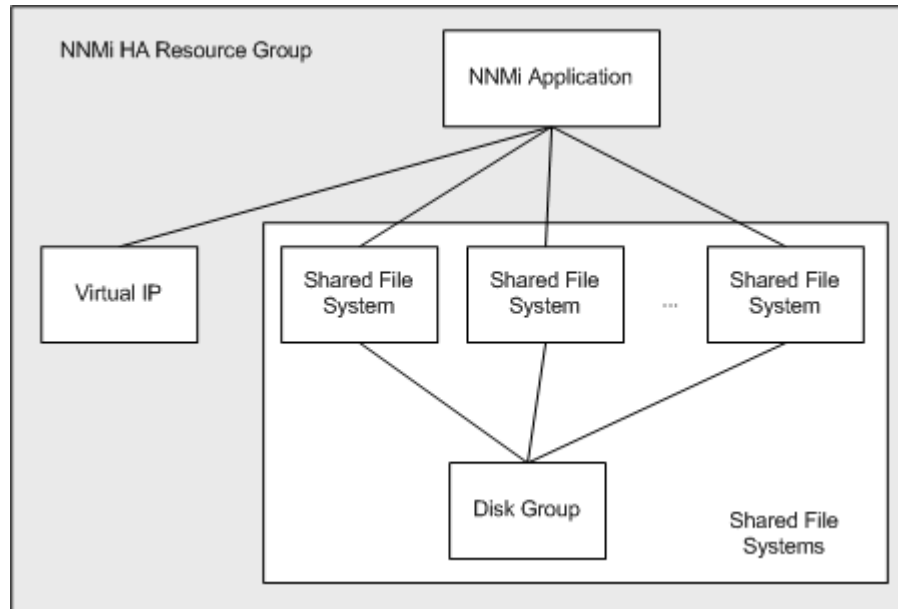 NNMi HA Resource Group
NNMi Application
Virtual IP
Shared File
System
Shared File
System
...
Shared File
System
Disk Group
Shared File
Systems